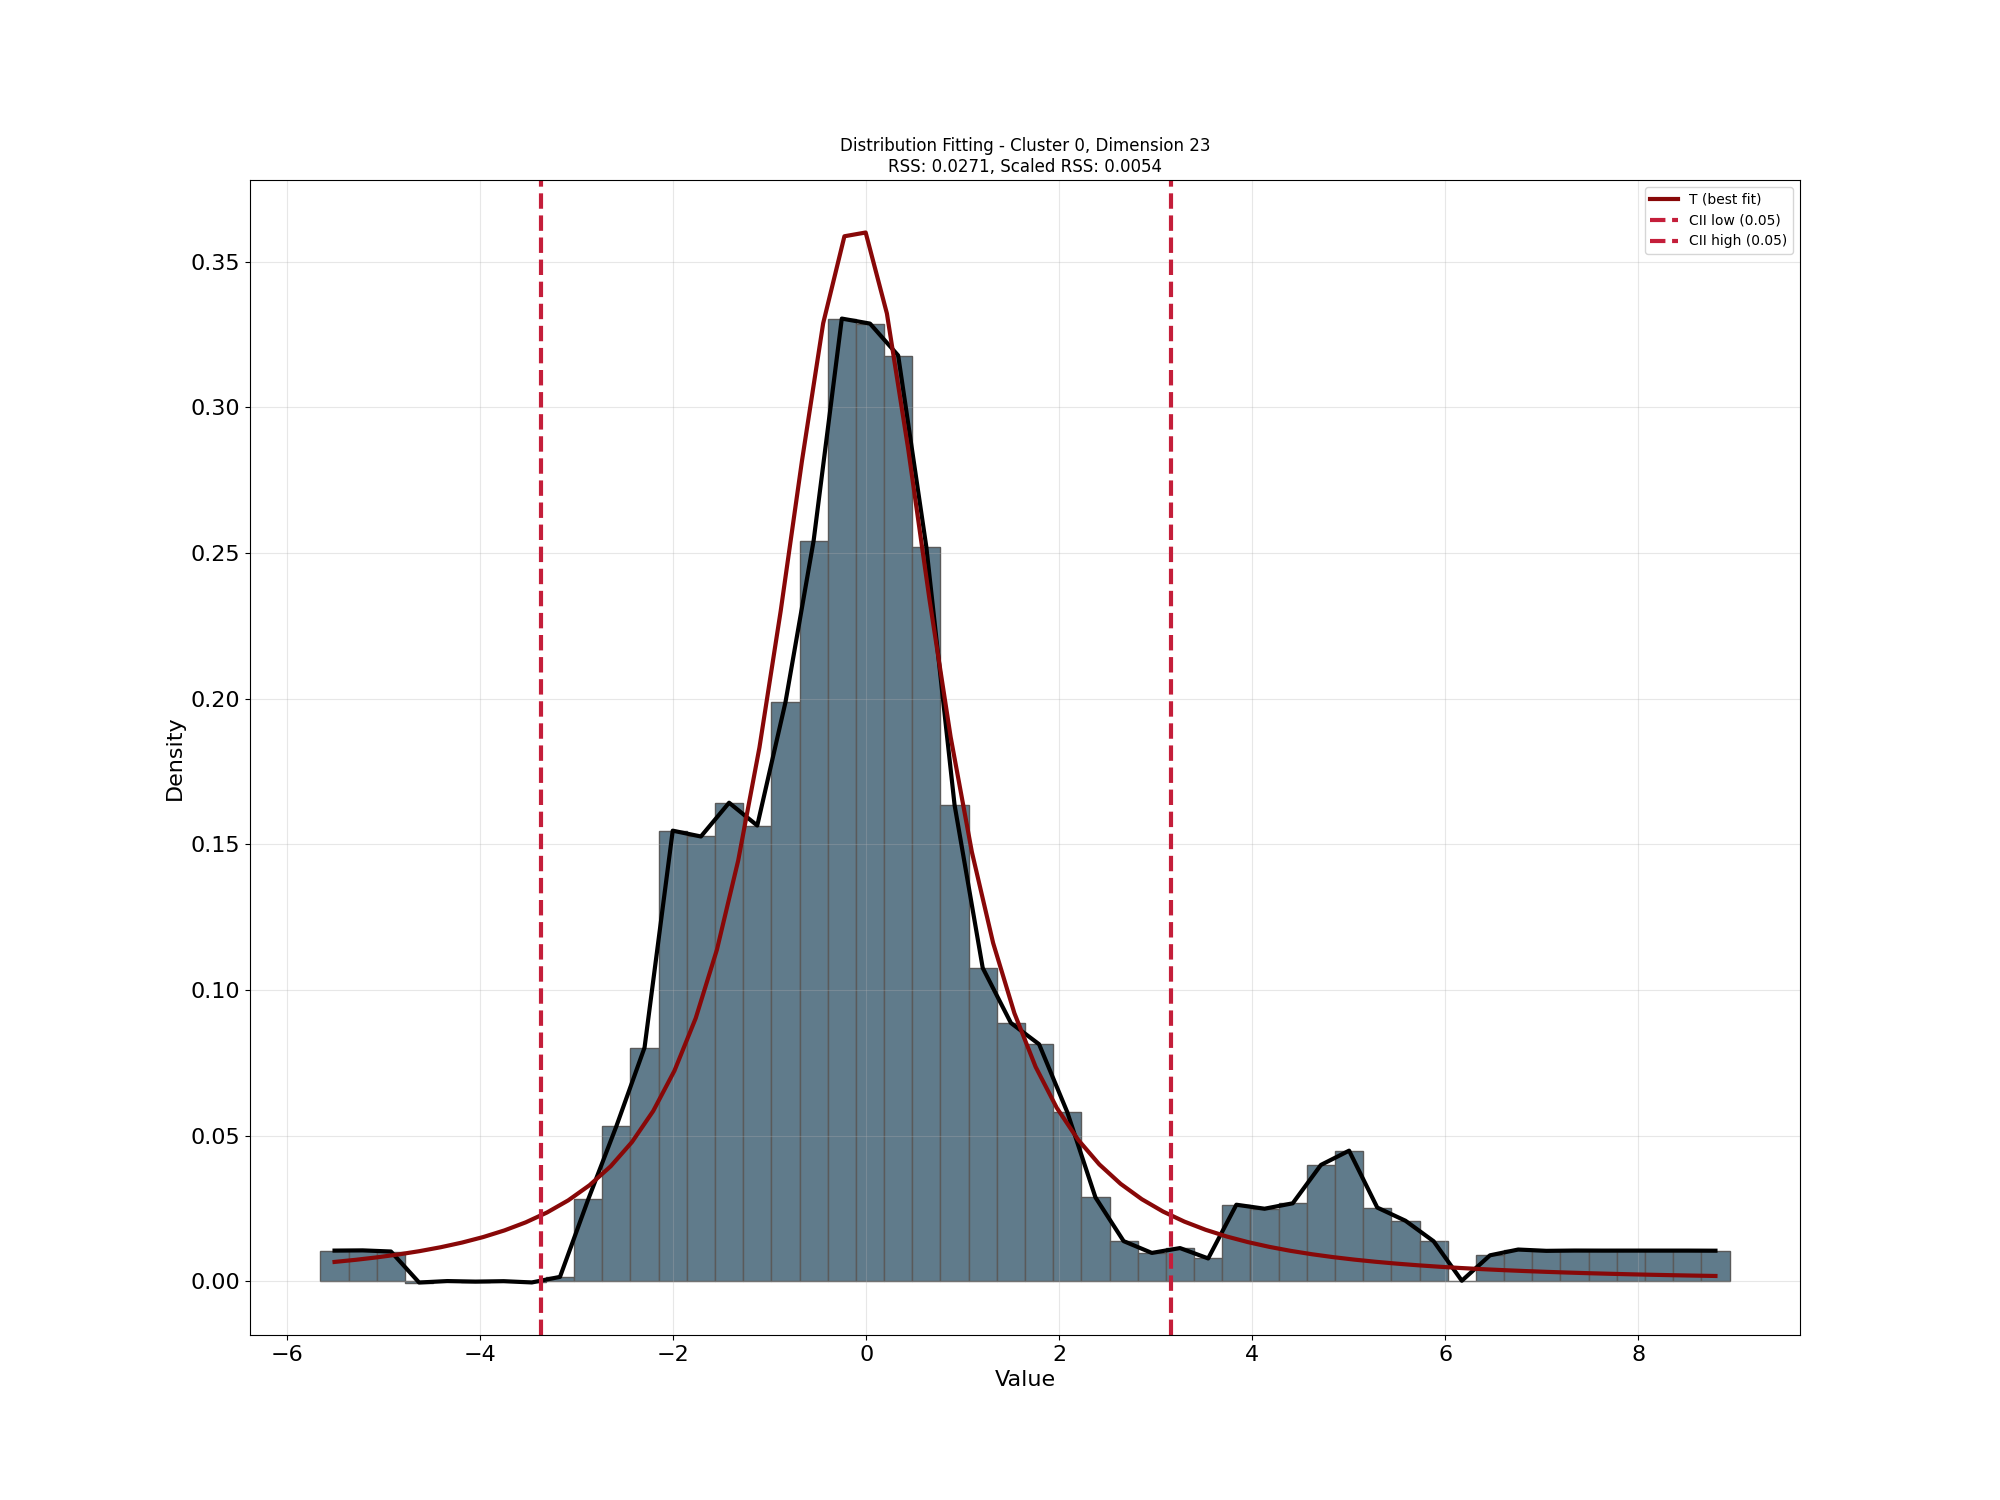 Distribution Fitting - Cluster 0, Dimension 23
RSS: 0.0271, Scaled RSS: 0.0054
T (best fit)
CII low (0.05)
CII high (0.05)
0.35
0.30
0.25
0.20
0.15
0.10
0.05
0.00
Density
−6 −4 −2 0 2 4 6 8
Value